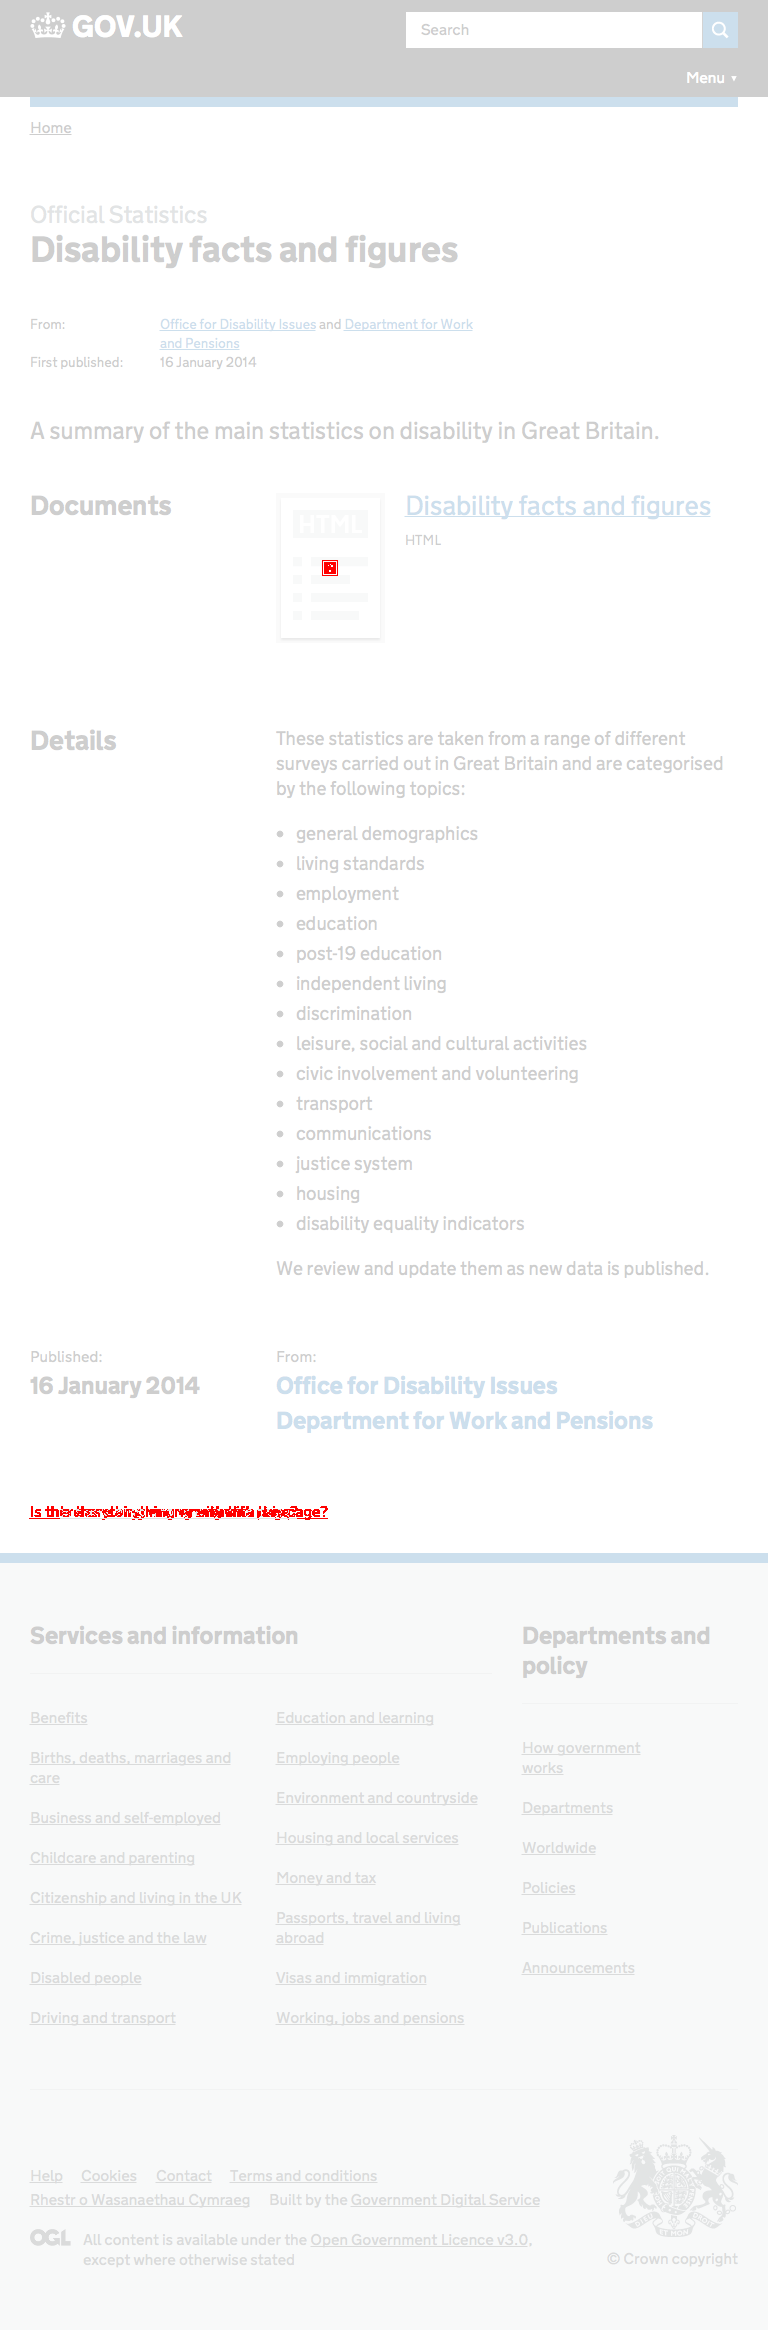 GOV.UK
Search
Menu ▼
Home
Official Statistics
Disability facts and figures
From: Office for Disability Issues and Department for Work
and Pensions
First published: 16 January 2014
A summary of the main statistics on disability in Great Britain.
Documents
HTML
Disability facts and figures
HTML
Details
These statistics are taken from a range of different
surveys carried out in Great Britain and are categorised
by the following topics:
• general demographics
• living standards
• employment
• education
• post-19 education
• independent living
• discrimination
• leisure, social and cultural activities
• civic involvement and volunteering
• transport
• communications
• justice system
• housing
• disability equality indicators
We review and update them as new data is published.
Published:
16 January 2014
From:
Office for Disability Issues
Department for Work and Pensions
Services and information
Benefits
Births, deaths, marriages and
care
Business and self-employed
Childcare and parenting
Citizenship and living in the UK
Crime, justice and the law
Disabled people
Driving and transport
Education and learning
Employing people
Environment and countryside
Housing and local services
Money and tax
Passports, travel and living
abroad
Visas and immigration
Working, jobs and pensions
Departments and
policy
How government
works
Departments
Worldwide
Policies
Publications
Announcements
Help Cookies Contact Terms and conditions
Rhestr o Wasanaethau Cymraeg Built by the Government Digital Service
OGL All content is available under the Open Government Licence v3.0,
except where otherwise stated
© Crown copyright